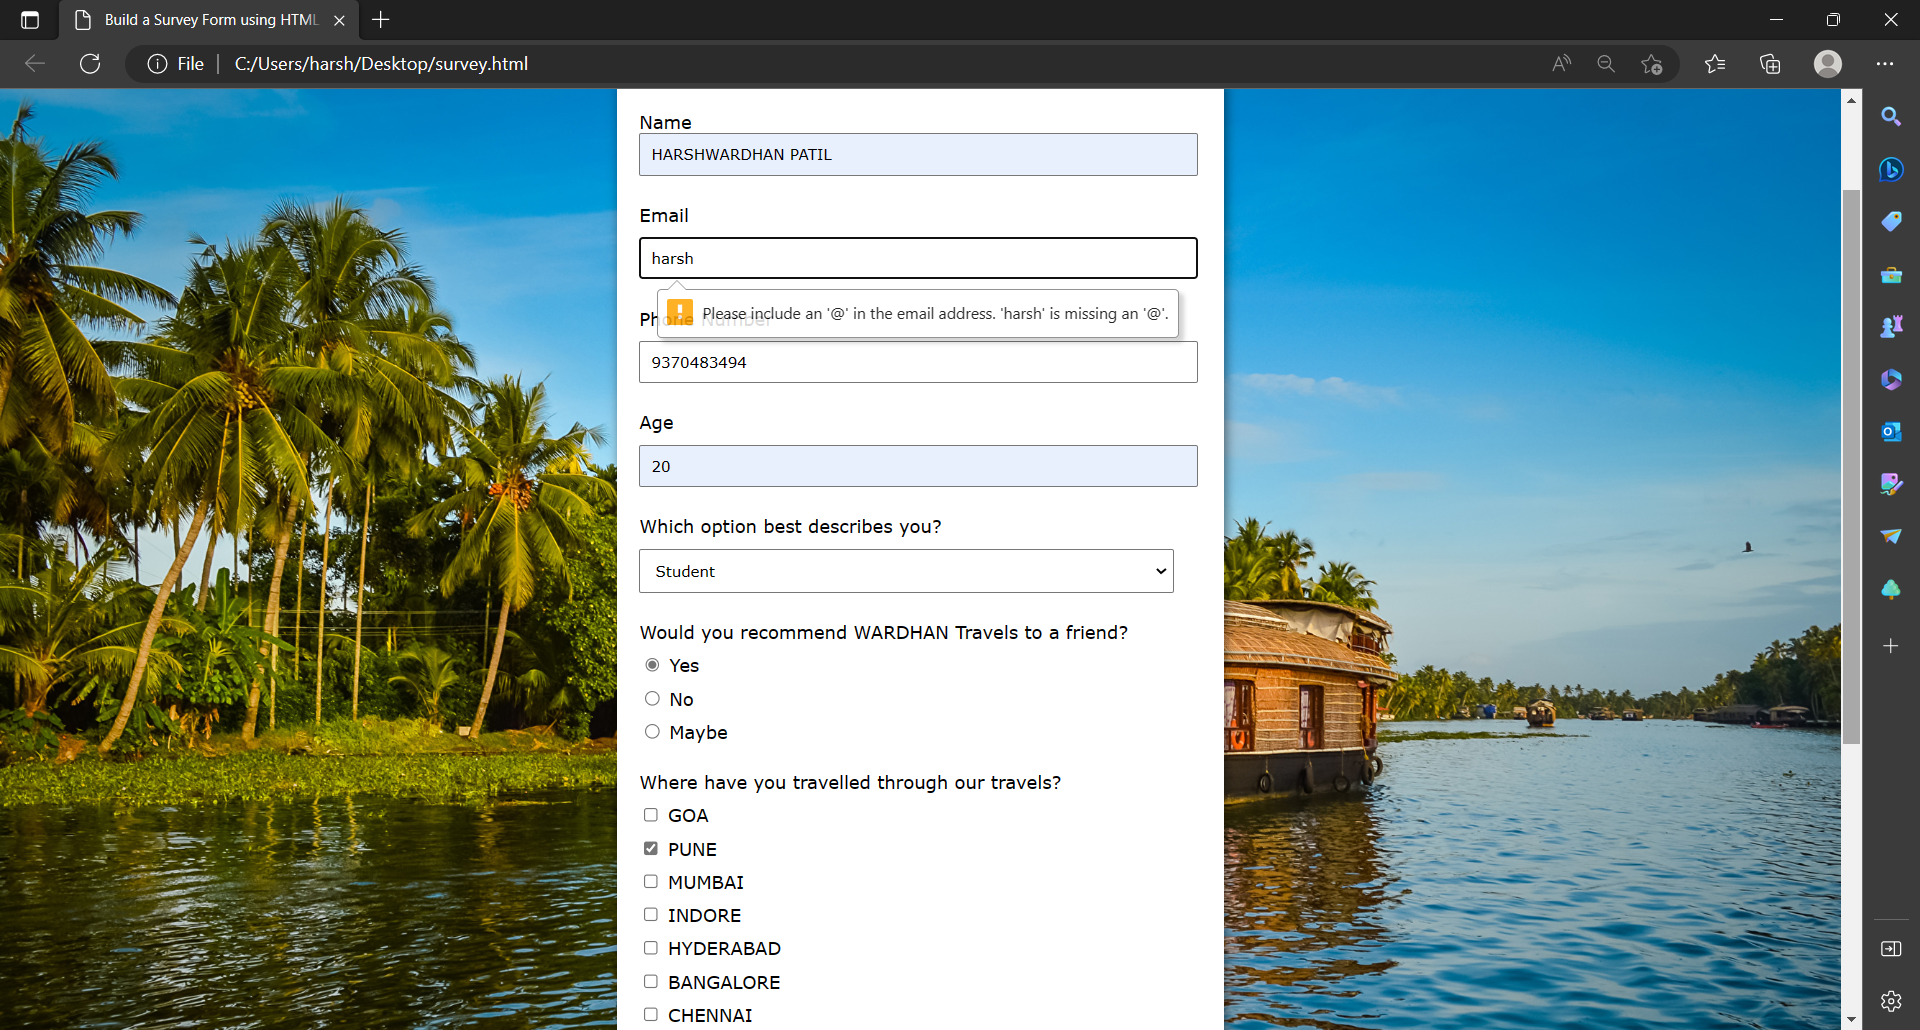 Build a Survey Form using HTML
File
C:/Users/harsh/Desktop/survey.html
Name
HARSHWARDHAN PATIL
Email
harsh
Please include an '@' in the email address. 'harsh' is missing an '@'.
Phone Number
9370483494
Age
20
Which option best describes you?
Student
Would you recommend WARDHAN Travels to a friend?
Yes
No
Maybe
Where have you travelled through our travels?
GOA
PUNE
MUMBAI
INDORE
HYDERABAD
BANGALORE
CHENNAI